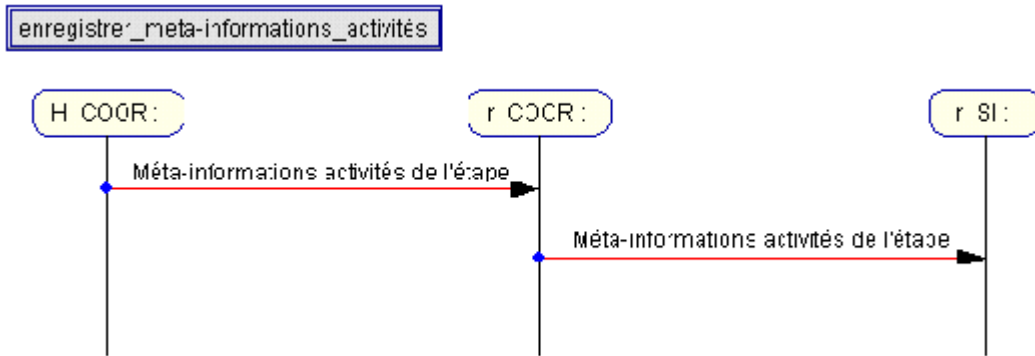 enregistrer_meta-informations_activités
H COOR :
r COOR :
r SI :
Méta-informations activités de l'étape
Méta-informations activités de l'étape